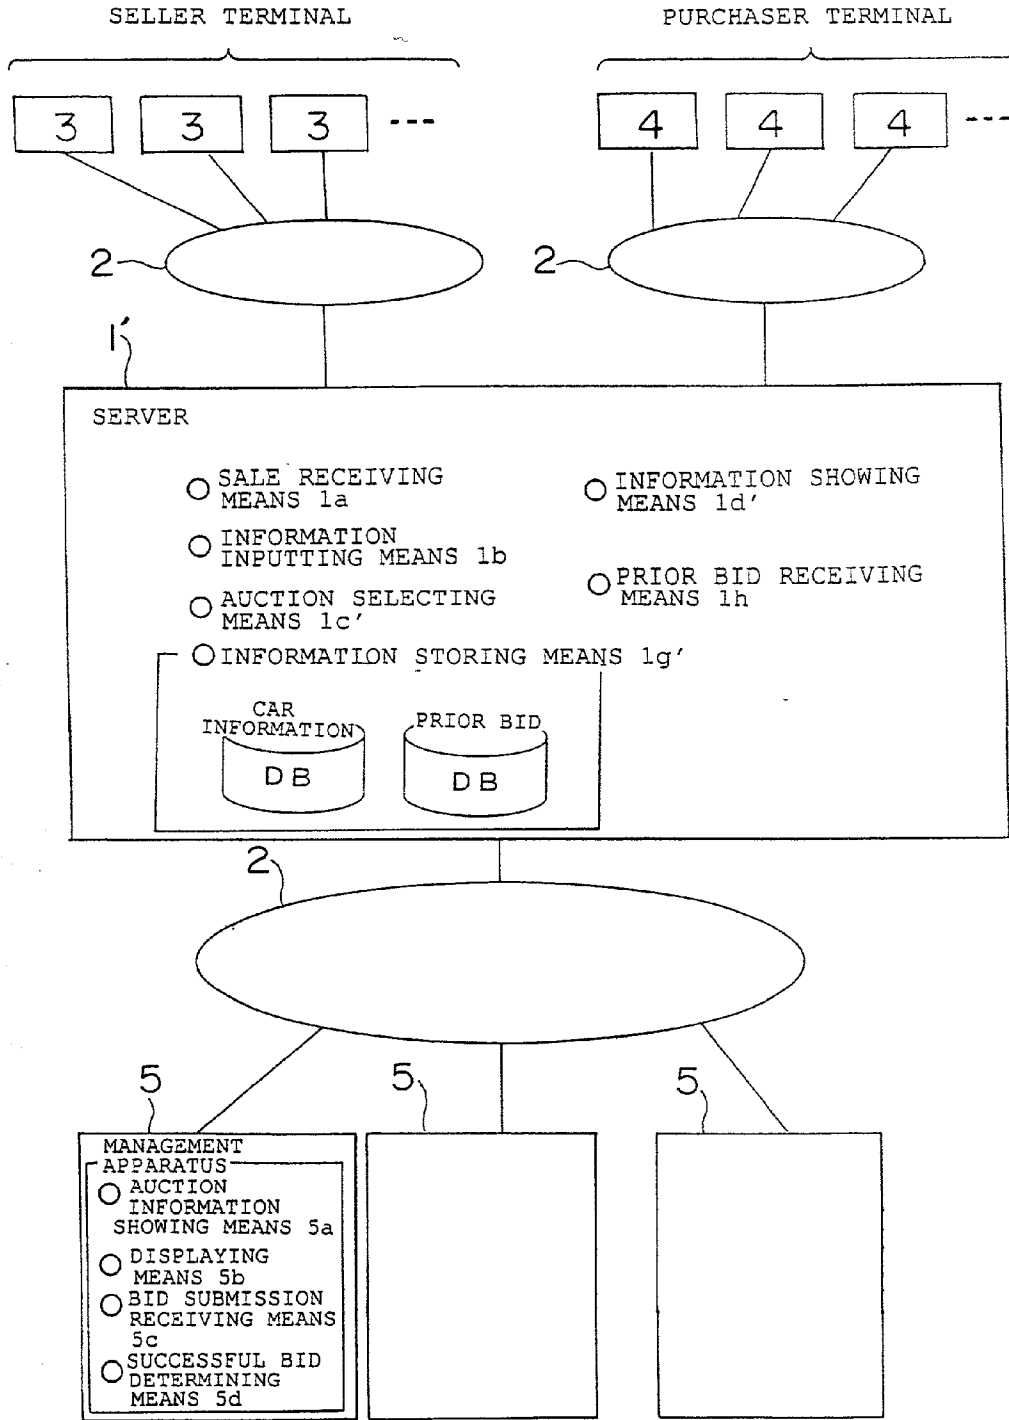 SELLER TERMINAL
PURCHASER TERMINAL
3 3 3 ---
4 4 4 ---
2
2
1'
SERVER
SALE RECEIVING
MEANS 1a
INFORMATION
INPUTTING MEANS 1b
AUCTION SELECTING
MEANS 1c'
INFORMATION STORING MEANS 1g'
INFORMATION SHOWING
MEANS 1d'
PRIOR BID RECEIVING
MEANS 1h
CAR
INFORMATION
DB
PRIOR BID
DB
2
5
5
5
MANAGEMENT
APPARATUS
AUCTION
INFORMATION
SHOWING MEANS 5a
DISPLAYING
MEANS 5b
BID SUBMISSION
RECEIVING MEANS
5c
SUCCESSFUL BID
DETERMINING
MEANS 5d